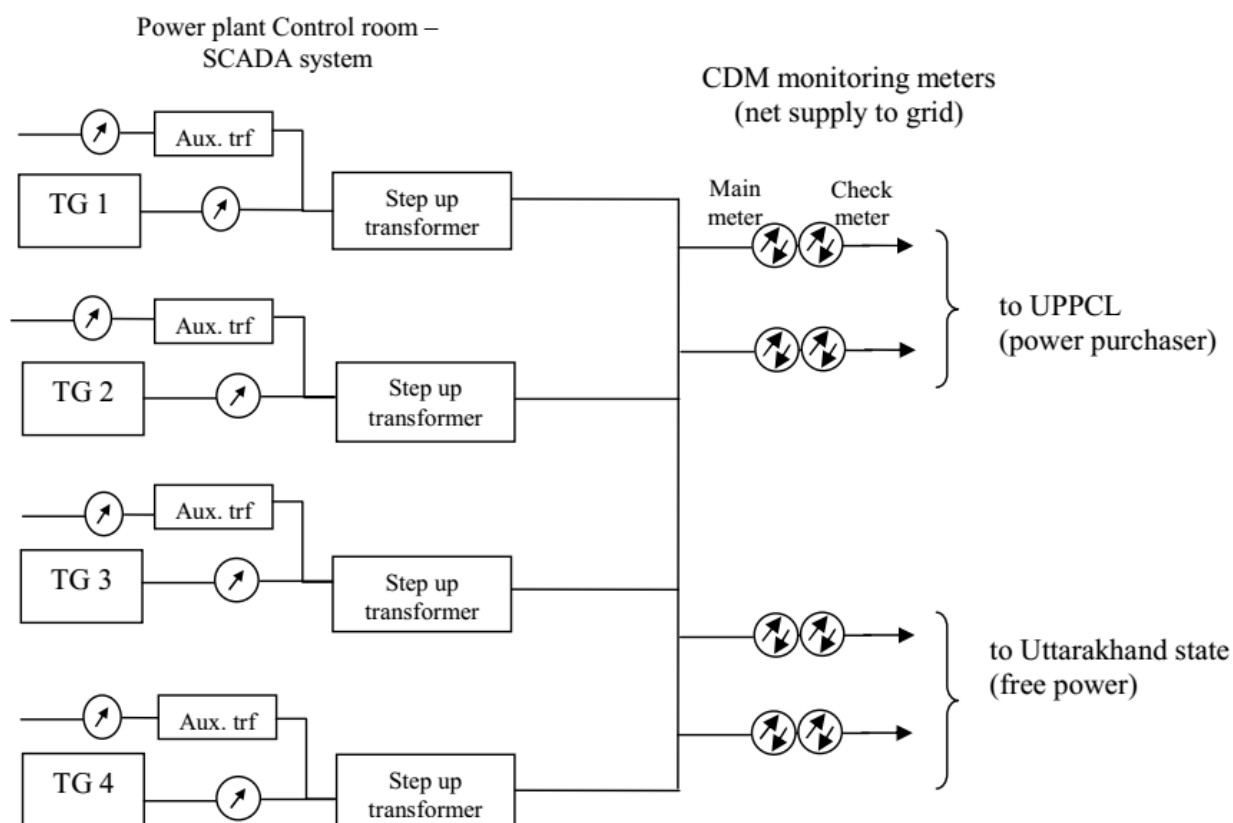 Power plant Control room –
SCADA system
CDM monitoring meters
(net supply to grid)
Aux. trf
TG 1
Step up
transformer
Main
meter
Check
meter
Aux. trf
TG 2
Step up
transformer
to UPPCL
(power purchaser)
Aux. trf
TG 3
Step up
transformer
to Uttarakhand state
(free power)
Aux. trf
TG 4
Step up
transformer